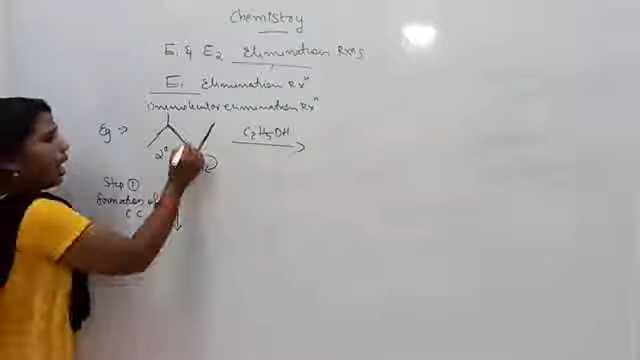 Chemistry
E1 & E2 Elimination Rxns
E1 Elimination Rxn
Unimolecular elimination Rxn
Eg → C2H5OH
2°
Step ①
formation of
C C